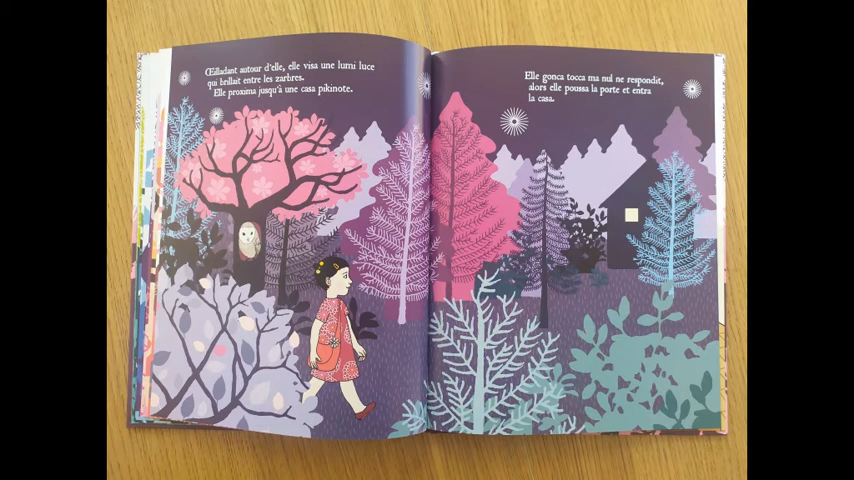 Œilladant autour d'elle, elle visa une lumi luce
qui brillait entre les zarbres.
Elle proxima jusqu'à une casa pikinote.
Elle gonca tocca ma nul ne respondit,
alors elle poussa la porte et entra
la casa.